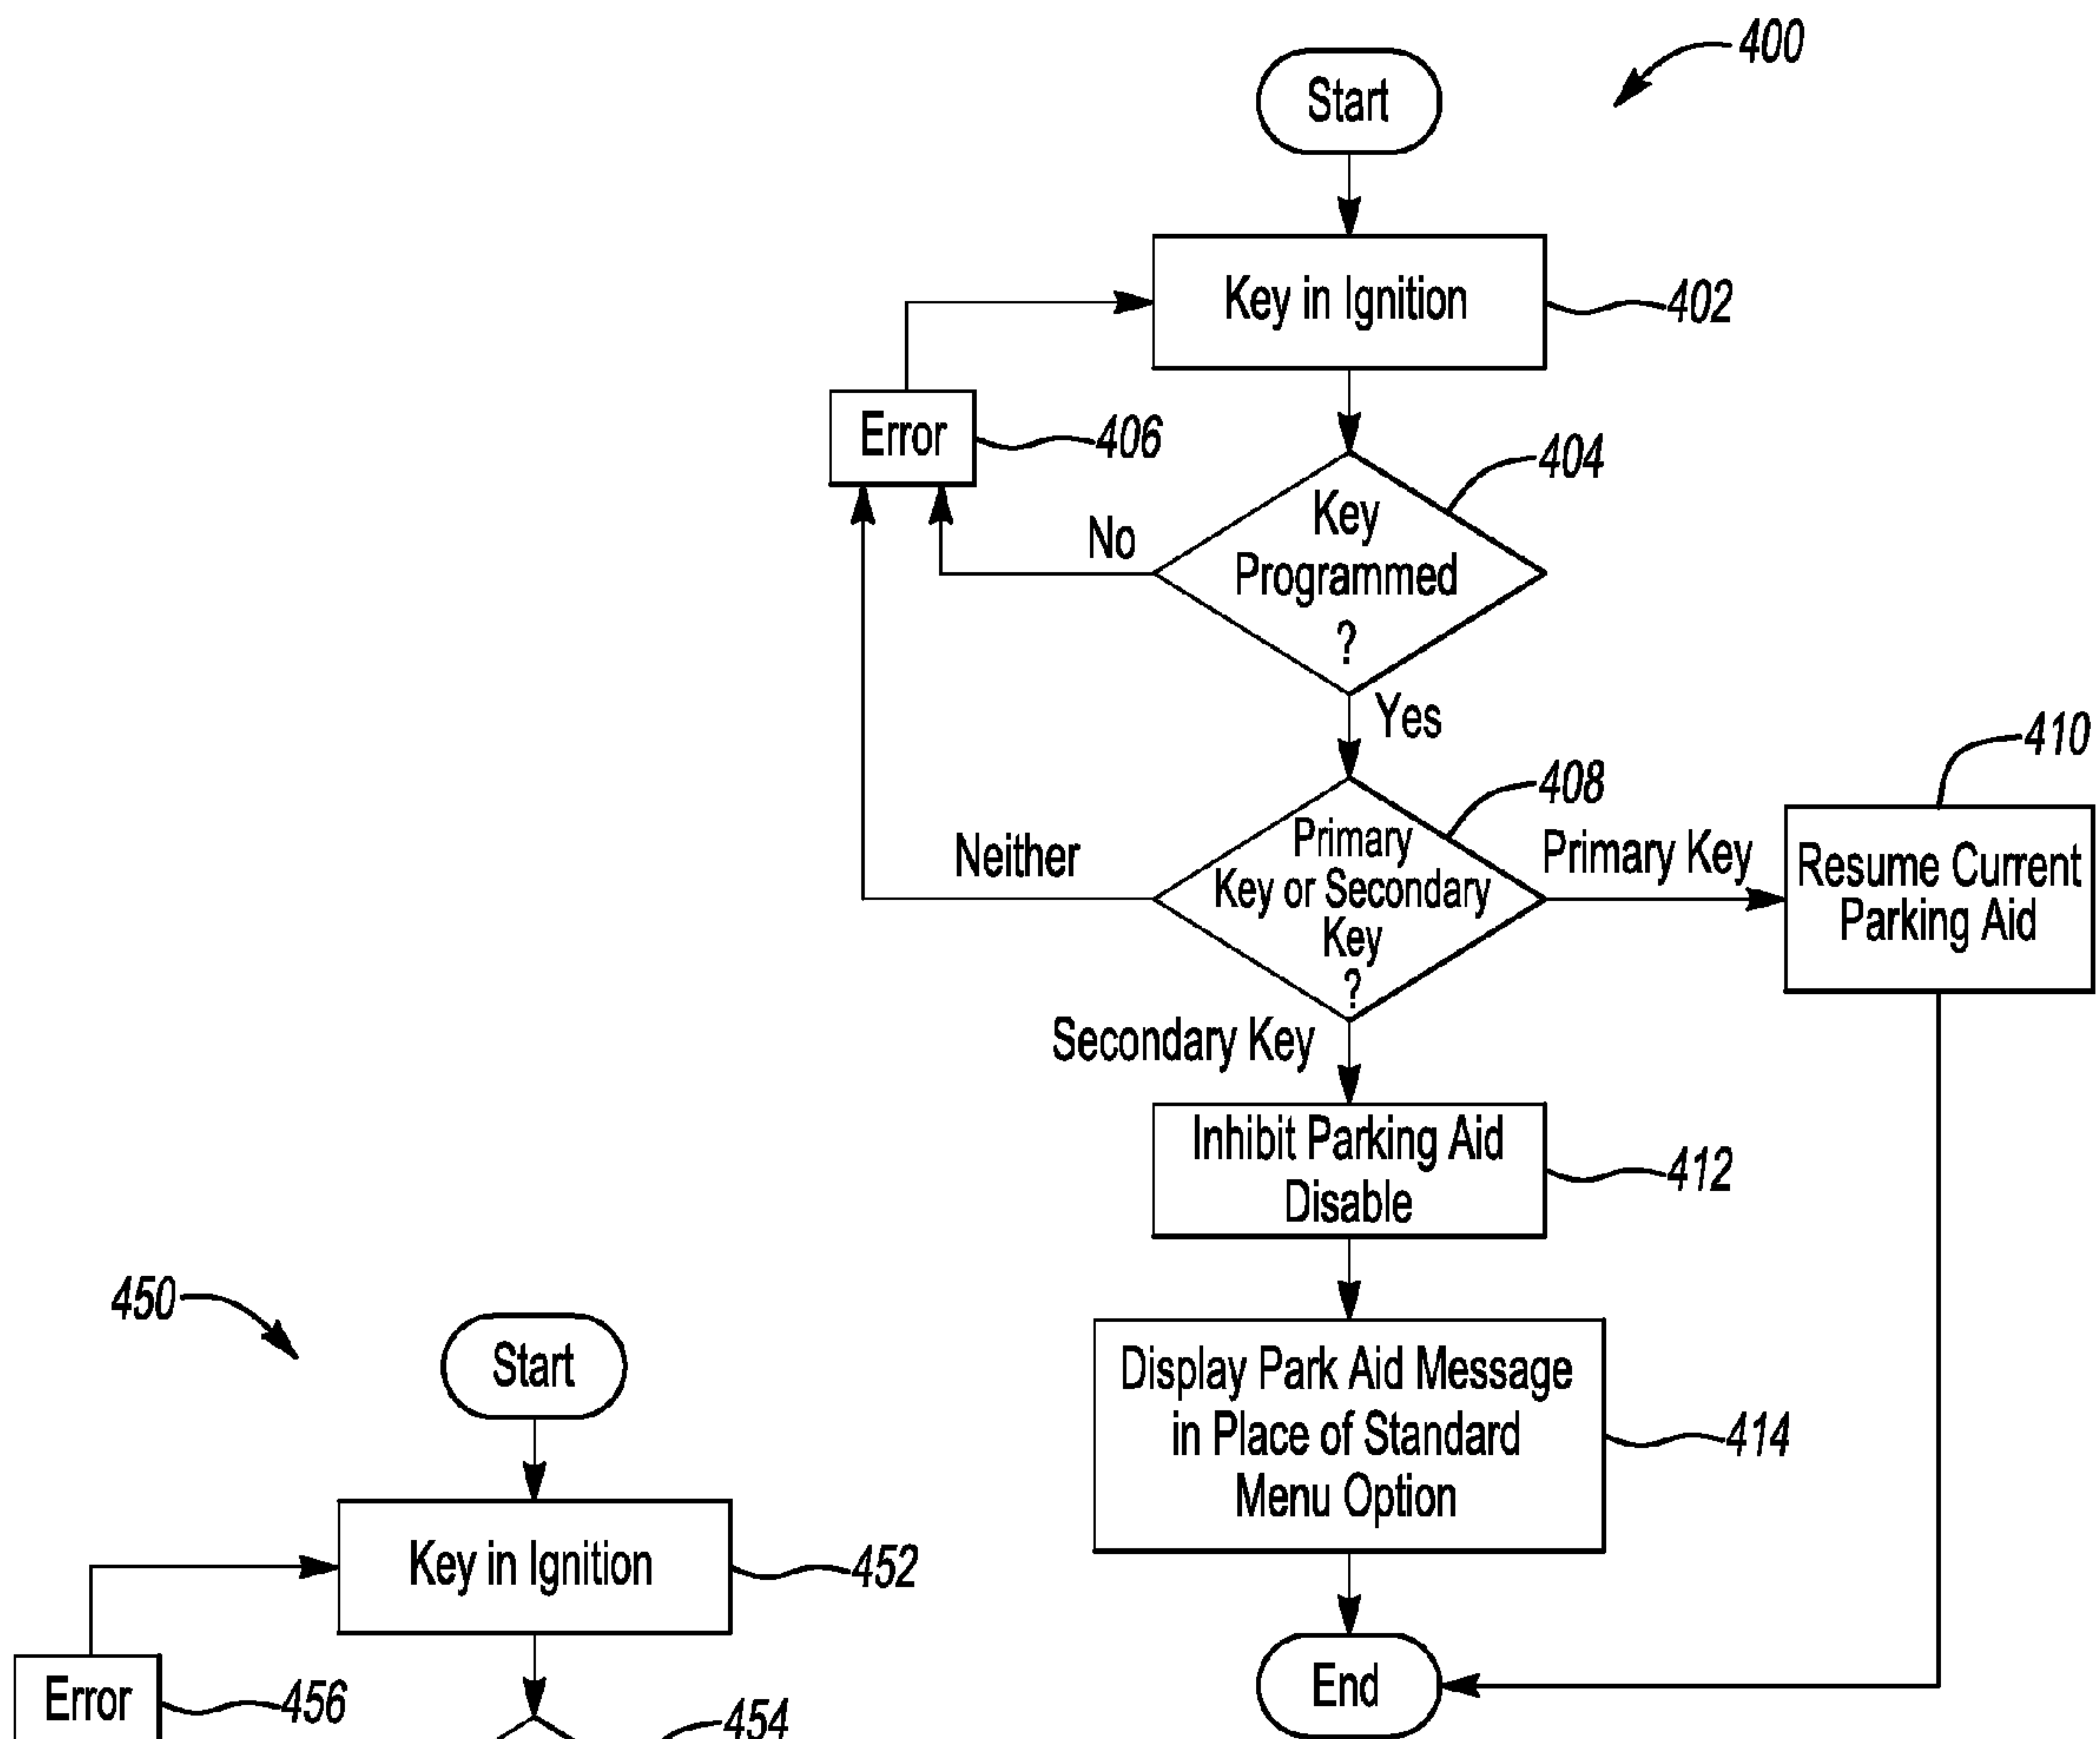 400
Start
Key in Ignition
402
Error
406
404
Key
Programmed
?
No
Yes
408
410
Neither
Primary
Key or Secondary
Key
?
Primary Key
Resume Current
Parking Aid
Secondary Key
Inhibit Parking Aid
Disable
412
Display Park Aid Message
in Place of Standard
Menu Option
414
End
450
Start
Key in Ignition
452
Error
456
454